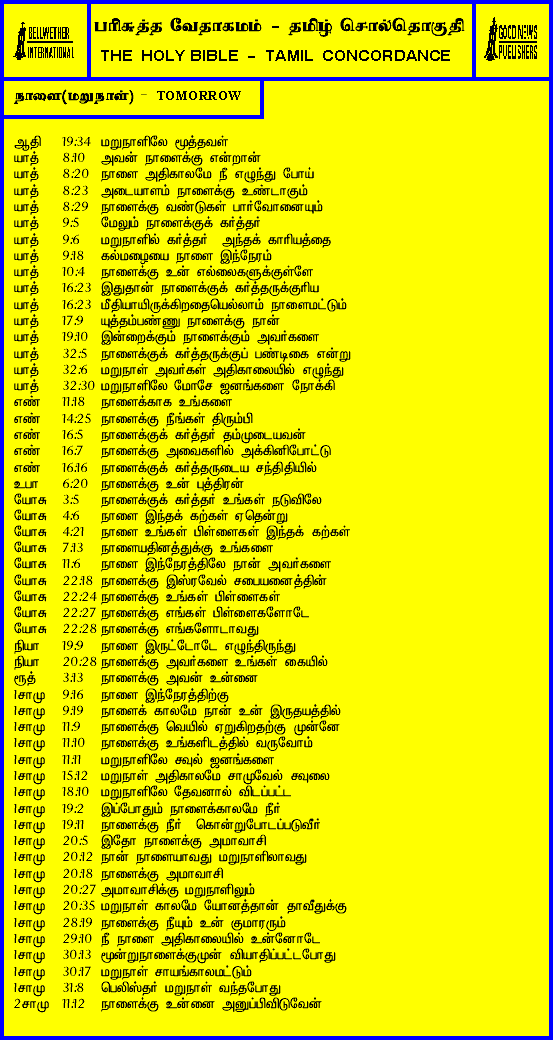 BELLWETHER
INTERNATIONAL
பரிசுத்த வேதாகமம் - தமிழ் சொல்தொகுதி
THE HOLY BIBLE - TAMIL CONCORDANCE
GOOD NEWS
PUBLISHERS
நாளை(மறுநாள்) - TOMORROW
ஆதி 19:34 மறுநாளிலே மூத்தவள்
யாத் 8:10 அவன் நாளைக்கு என்றான்
யாத் 8:20 நாளை அதிகாலமே நீ எழுந்து போய்
யாத் 8:23 அடையாளம் நாளைக்கு உண்டாகும்
யாத் 8:29 நாளைக்கு வண்டுகள் பார்வோனையும்
யாத் 9:5 மேலும் நாளைக்குக் கர்த்தர்
யாத் 9:6 மறுநாளில் கர்த்தர் அந்தக் காரியத்தை
யாத் 9:18 கல்மழையை நாளை இந்நேரம்
யாத் 10:4 நாளைக்கு உன் எல்லைகளுக்குள்ளே
யாத் 16:23 இதுதான் நாளைக்குக் கர்த்தருக்குரிய
யாத் 16:23 மீதியாயிருக்கிறதையெல்லாம் நாளைமட்டும்
யாத் 17:9 யுத்தம்பண்ணு நாளைக்கு நான்
யாத் 19:10 இன்றைக்கும் நாளைக்கும் அவர்களை
யாத் 32:5 நாளைக்குக் கர்த்தருக்குப் பண்டிகை என்று
யாத் 32:6 மறுநாள் அவர்கள் அதிகாலையில் எழுந்து
யாத் 32:30 மறுநாளிலே மோசே ஜனங்களை நோக்கி
எண் 11:18 நாளைக்காக உங்களை
எண் 14:25 நாளைக்கு நீங்கள் திரும்பி
எண் 16:5 நாளைக்குக் கர்த்தர் தம்முடையவன்
எண் 16:7 நாளைக்கு அவைகளில் அக்கினிபோட்டு
எண் 16:16 நாளைக்குக் கர்த்தருடைய சந்திதியில்
உபா 6:20 நாளைக்கு உன் புத்திரன்
யோசு 3:5 நாளைக்குக் கர்த்தர் உங்கள் நடுவிலே
யோசு 4:6 நாளை இந்தக் கற்கள் ஏதென்று
யோசு 4:21 நாளை உங்கள் பிள்ளைகள் இந்தக் கற்கள்
யோசு 7:13 நாளையதினத்துக்கு உங்களை
யோசு 11:6 நாளை இந்நேரத்திலே நான் அவர்களை
யோசு 22:18 நாளைக்கு இஸ்ரவேல் சபையனைத்தின்
யோசு 22:24 நாளைக்கு உங்கள் பிள்ளைகள்
யோசு 22:27 நாளைக்கு எங்கள் பிள்ளைகளோடே
யோசு 22:28 நாளைக்கு எங்களோடாவது
நியா 19:9 நாளை இருட்டோடே எழுந்திருந்து
நியா 20:28 நாளைக்கு அவர்களை உங்கள் கையில்
ரூத் 3:13 நாளைக்கு அவன் உன்னை
1சாமு 9:16 நாளை இந்நேரத்திற்கு
1சாமு 9:19 நாளைக் காலமே நான் உன் இருதயத்தில்
1சாமு 11:9 நாளைக்கு வெயில் ஏறுகிறதற்கு முன்னே
1சாமு 11:10 நாளைக்கு உங்களிடத்தில் வருவோம்
1சாமு 11:11 மறுநாளிலே சவுல் ஜனங்களை
1சாமு 15:12 மறுநாள் அதிகாலமே சாமுவேல் சவுலை
1சாமு 18:10 மறுநாளிலே தேவனால் விடப்பட்ட
1சாமு 19:2 இப்போதும் நாளைக்காலமே நீர்
1சாமு 19:11 நாளைக்கு நீர் கொன்றுபோடப்படுவீர்
1சாமு 20:5 இதோ நாளைக்கு அமாவாசி
1சாமு 20:12 நான் நாளையாவது மறுநாளிலாவது
1சாமு 20:18 நாளைக்கு அமாவாசி
1சாமு 20:27 அமாவாசிக்கு மறுநாளிலும்
1சாமு 20:35 மறுநாள் காலமே யோனத்தான் தாவீதுக்கு
1சாமு 28:19 நாளைக்கு நீயும் உன் குமாரரும்
1சாமு 29:10 நீ நாளை அதிகாலையில் உன்னோடே
1சாமு 30:13 மூன்றுநாளைக்குமுன் வியாதிப்பட்டபோது
1சாமு 30:17 மறுநாள் சாயங்காலமட்டும்
1சாமு 31:8 பெலிஸ்தர் மறுநாள் வந்தபோது
2சாமு 11:12 நாளைக்கு உன்னை அனுப்பிவிடுவேன்